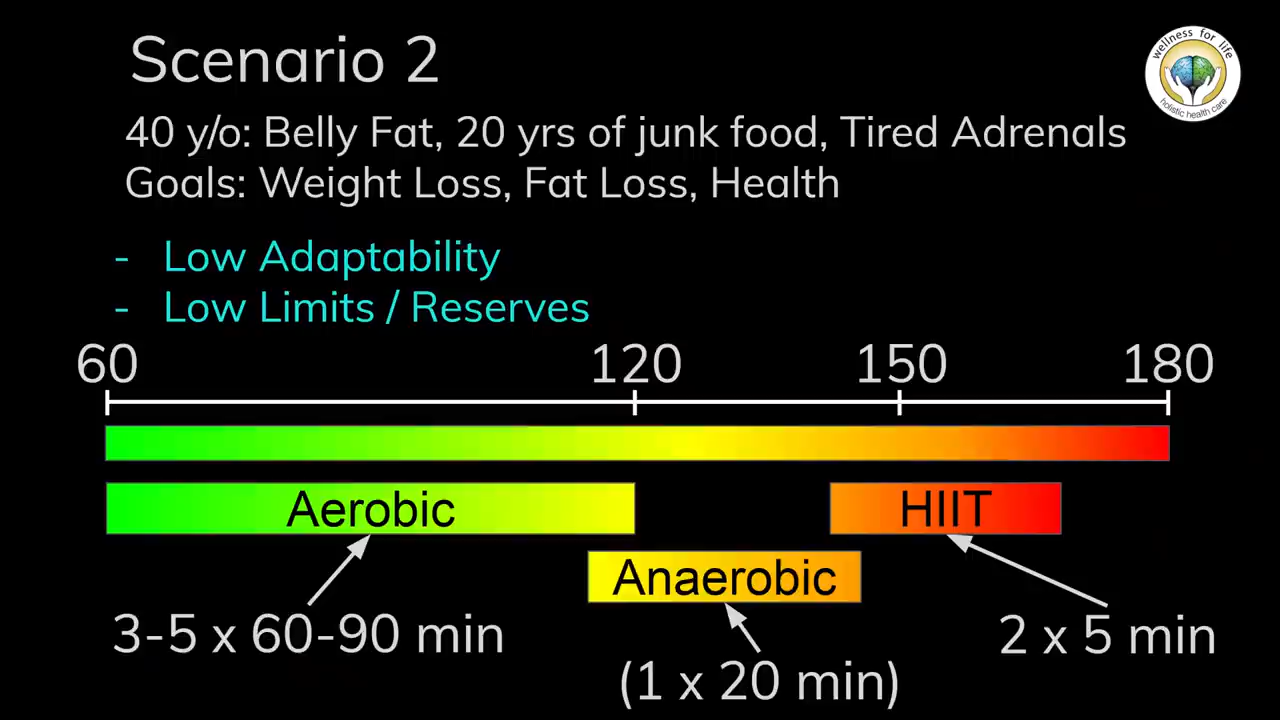 Scenario 2
wellness for life
holistic health care
40 y/o: Belly Fat, 20 yrs of junk food, Tired Adrenals
Goals: Weight Loss, Fat Loss, Health
- Low Adaptability
- Low Limits / Reserves
60 120 150 180
Aerobic HIIT
Anaerobic
3-5 x 60-90 min 2 x 5 min
(1 x 20 min)